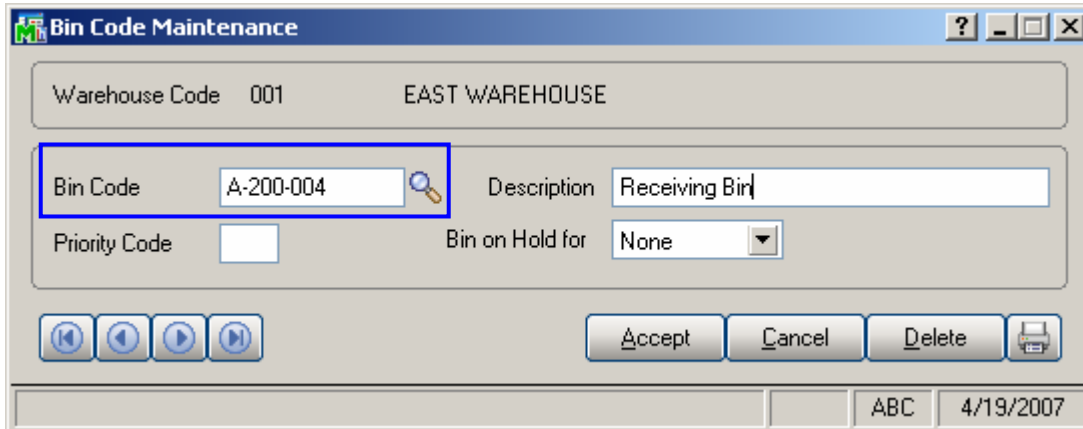 Bin Code Maintenance
Warehouse Code 001 EAST WAREHOUSE
Bin Code A-200-004 Description Receiving Bin
Priority Code Bin on Hold for None
Accept Cancel Delete
ABC 4/19/2007